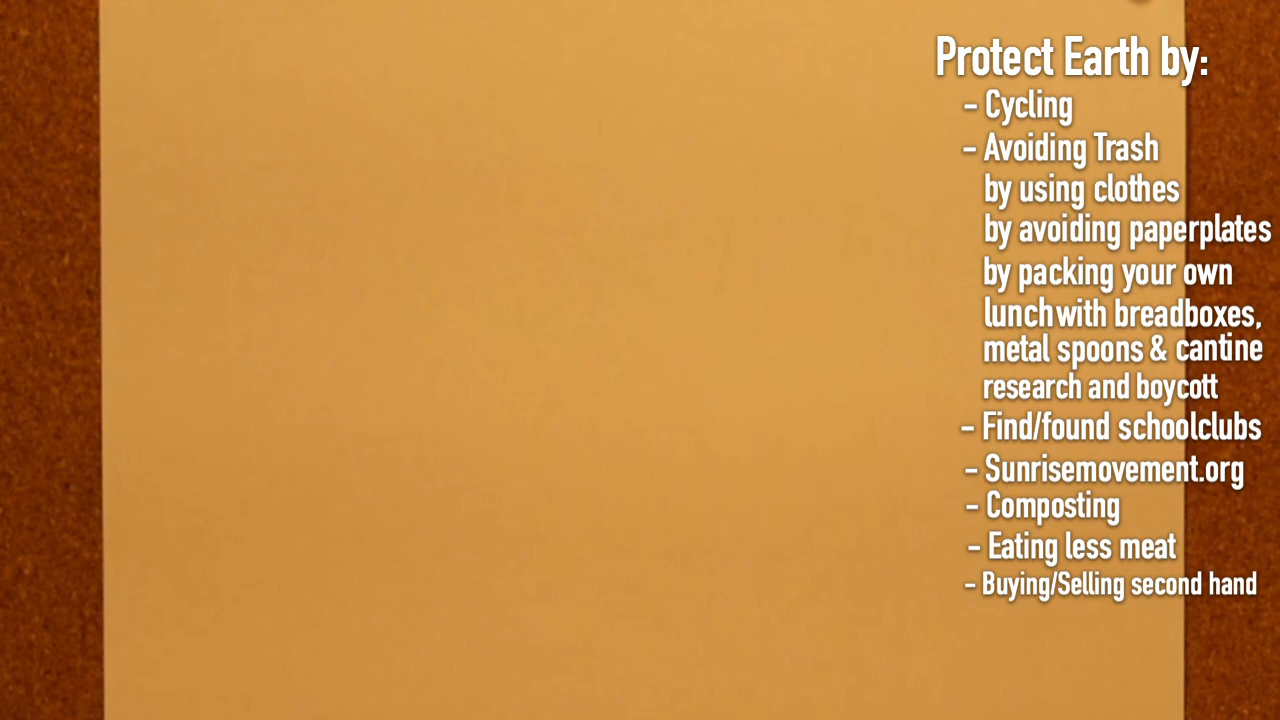 Protect Earth by:
- Cycling
- Avoiding Trash
by using clothes
by avoiding paperplates
by packing your own
lunchwith breadboxes,
metal spoons & cantine
research and boycott
- Find/found schoolclubs
- Sunrisemovement.org
- Composting
- Eating less meat
- Buying/Selling second hand